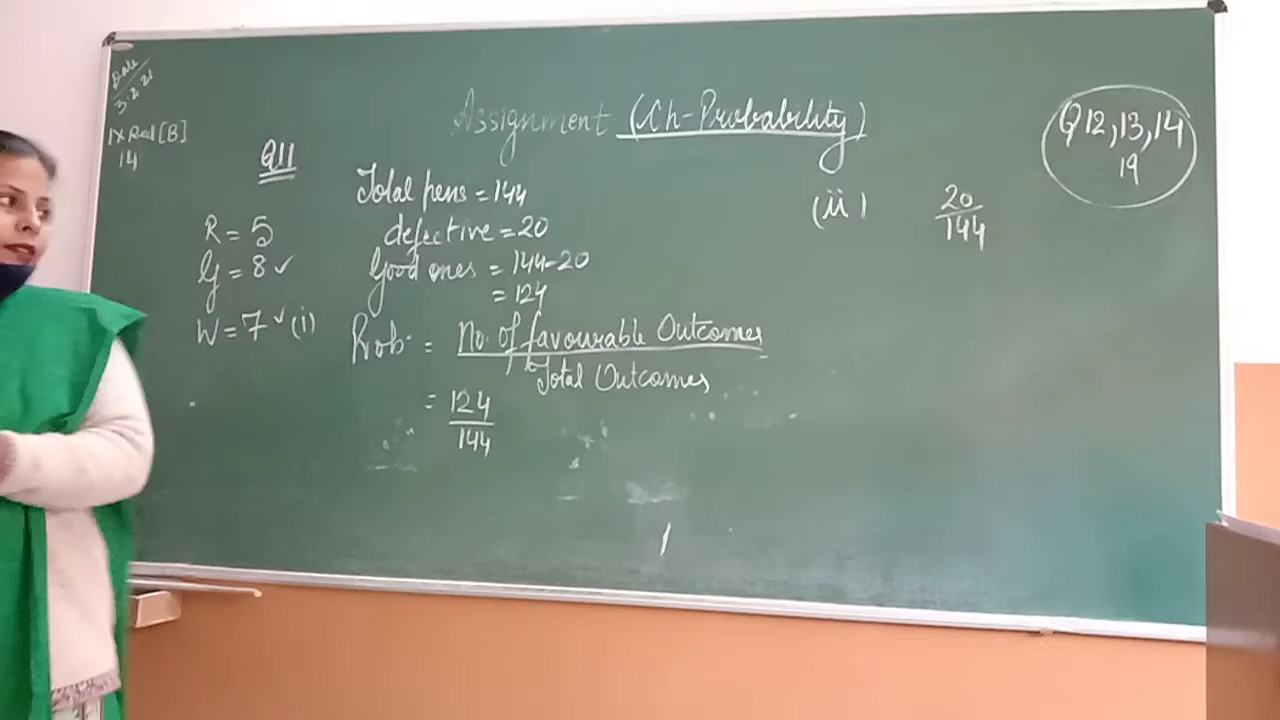 Date
3.2.21
IX Red [B]
14
Assignment (Ch-Probability)
Q12, 13, 14
19
Q11
R = 5
G = 8 ✓
W = 7 ✓
Total pens = 144
defective = 20
Good ones = 144-20
= 124
(i) Prob. = No. of favourable Outcomes
Total Outcomes
= 124
144
(ii) 20
144